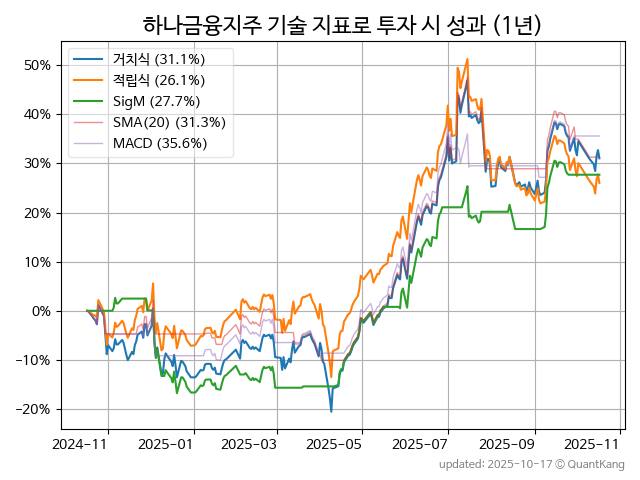 하나금융지주 기술 지표로 투자 시 성과 (1년)
거치식 (31.1%)
적립식 (26.1%)
SigM (27.7%)
SMA(20) (31.3%)
MACD (35.6%)
50%
40%
30%
20%
10%
0%
−10%
−20%
2024-11 2025-01 2025-03 2025-05 2025-07 2025-09 2025-11
updated: 2025-10-17 © QuantKang